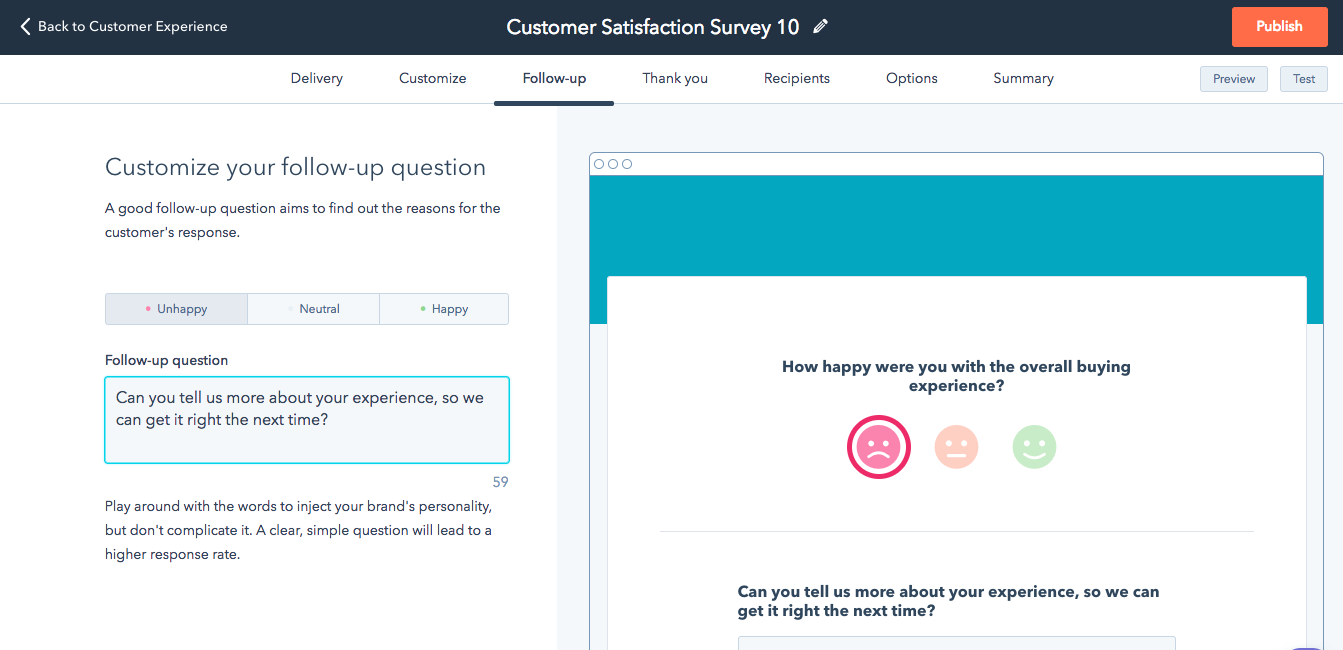 Back to Customer Experience
Customer Satisfaction Survey 10
Publish
Delivery
Customize
Follow-up
Thank you
Recipients
Options
Summary
Preview
Test
Customize your follow-up question
A good follow-up question aims to find out the reasons for the
customer's response.
Unhappy
Neutral
Happy
Follow-up question
Can you tell us more about your experience, so we
can get it right the next time?
59
Play around with the words to inject your brand's personality,
but don't complicate it. A clear, simple question will lead to a
higher response rate.
How happy were you with the overall buying
experience?
Can you tell us more about your experience, so we can
get it right the next time?